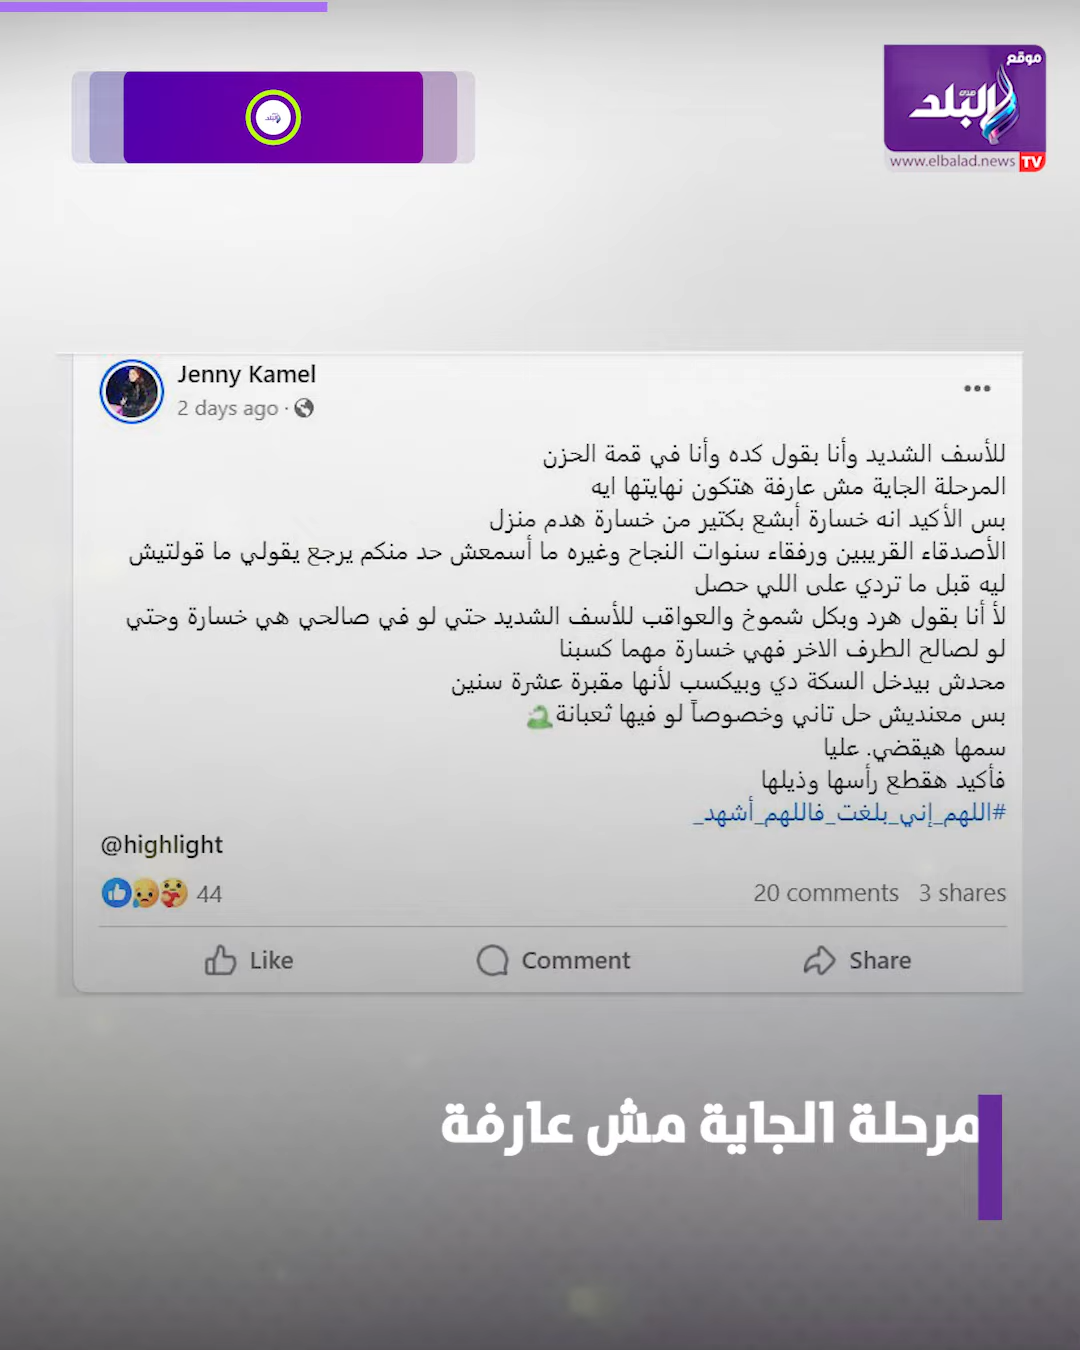 موقع
صدى
البلد
www.elbalad.news TV
Jenny Kamel
2 days ago ·
للأسف الشديد وأنا بقول كده وأنا في قمة الحزن
المرحلة الجاية مش عارفة هتكون نهايتها ايه
بس الأكيد انه خسارة أبشع بكتير من خسارة هدم منزل
الأصدقاء القريبين ورفقاء سنوات النجاح وغيره ما أسمعش حد منكم يرجع يقولي ما قولتيش
ليه قبل ما تردي على اللي حصل
لأ أنا بقول هرد وبكل شموخ والعواقب للأسف الشديد حتي لو في صالحي هي خسارة وحتي
لو لصالح الطرف الاخر فهي خسارة مهما كسبنا
محدش بيدخل السكة دي وبيكسب لأنها مقبرة عشرة سنين
بس معنديش حل تاني وخصوصاً لو فيها ثعبانة🐍
سمها هيقضي. عليا
فأكيد هقطع رأسها وذيلها
#اللهم_إني_بلغت_فاللهم_أشهد_
@highlight
44
20 comments 3 shares
Like Comment Share
مرحلة الجاية مش عارفة